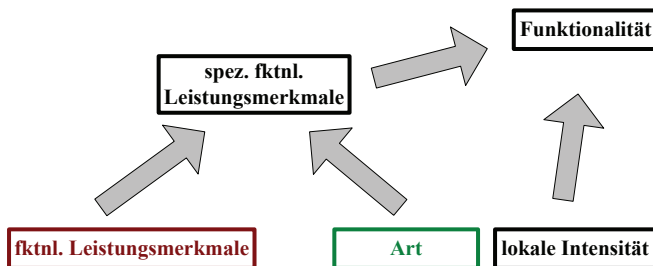 Funktionalität
spez. fktnl.
Leistungsmerkmale
fktnl. Leistungsmerkmale
Art
lokale Intensität